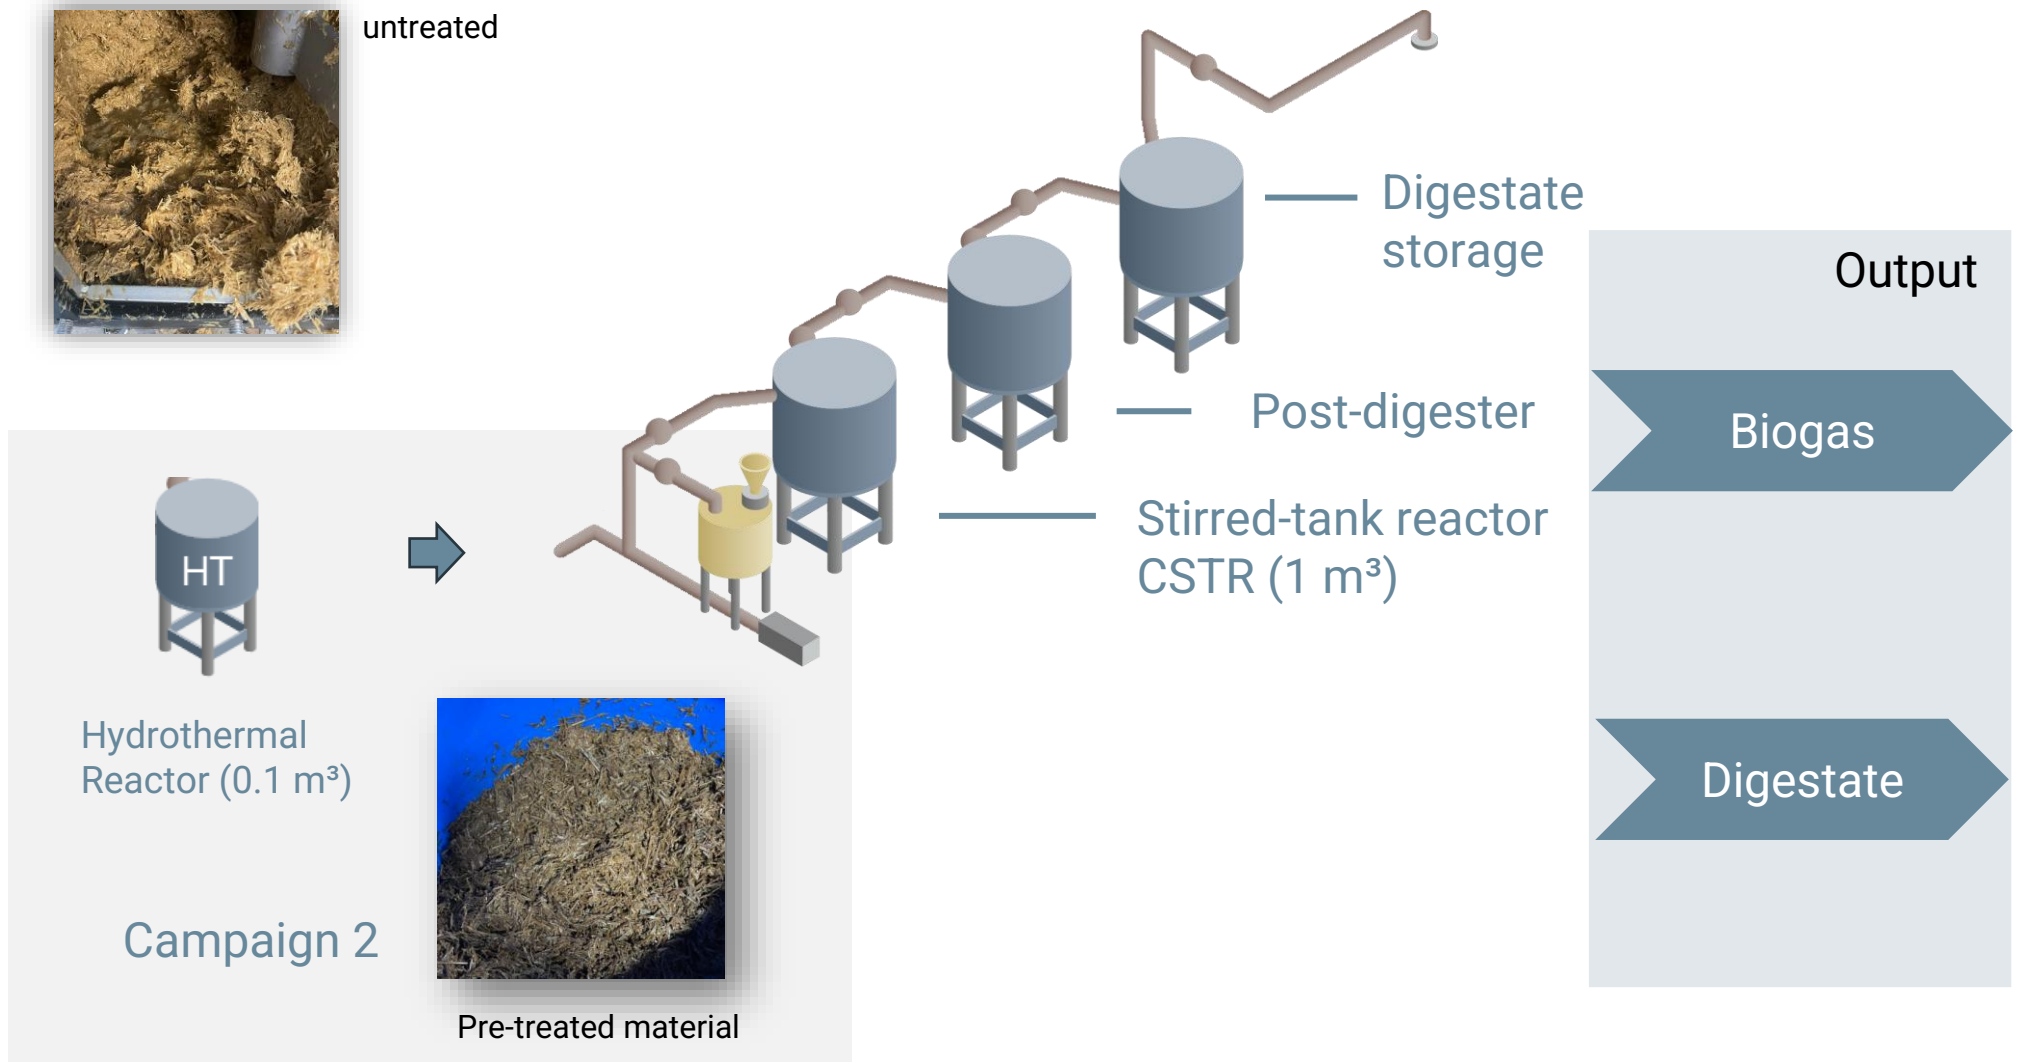 untreated
Digestate
storage
Output
Post-digester
Biogas
Stirred-tank reactor
CSTR (1 m³)
HT
Hydrothermal
Reactor (0.1 m³)
Digestate
Campaign 2
Pre-treated material